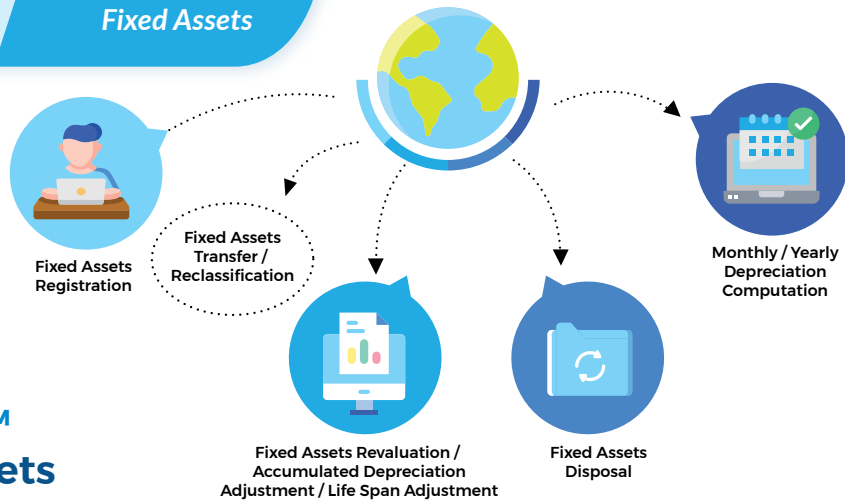 Fixed Assets
Fixed Assets
Registration
Fixed Assets
Transfer /
Reclassification
Monthly / Yearly
Depreciation
Computation
Fixed Assets Revaluation /
Accumulated Depreciation
Adjustment / Life Span Adjustment
Fixed Assets
Disposal
M
ets